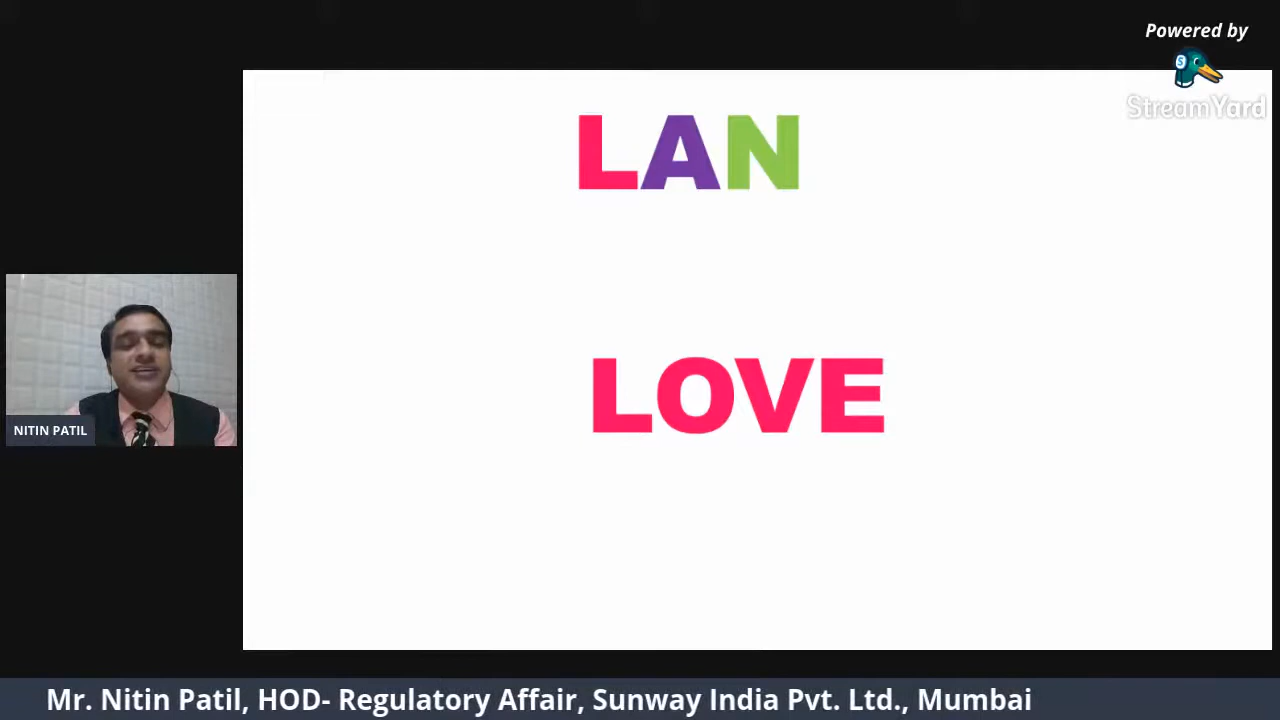 Powered by
StreamYard
LAN
LOVE
NITIN PATIL
Mr. Nitin Patil, HOD- Regulatory Affair, Sunway India Pvt. Ltd., Mumbai